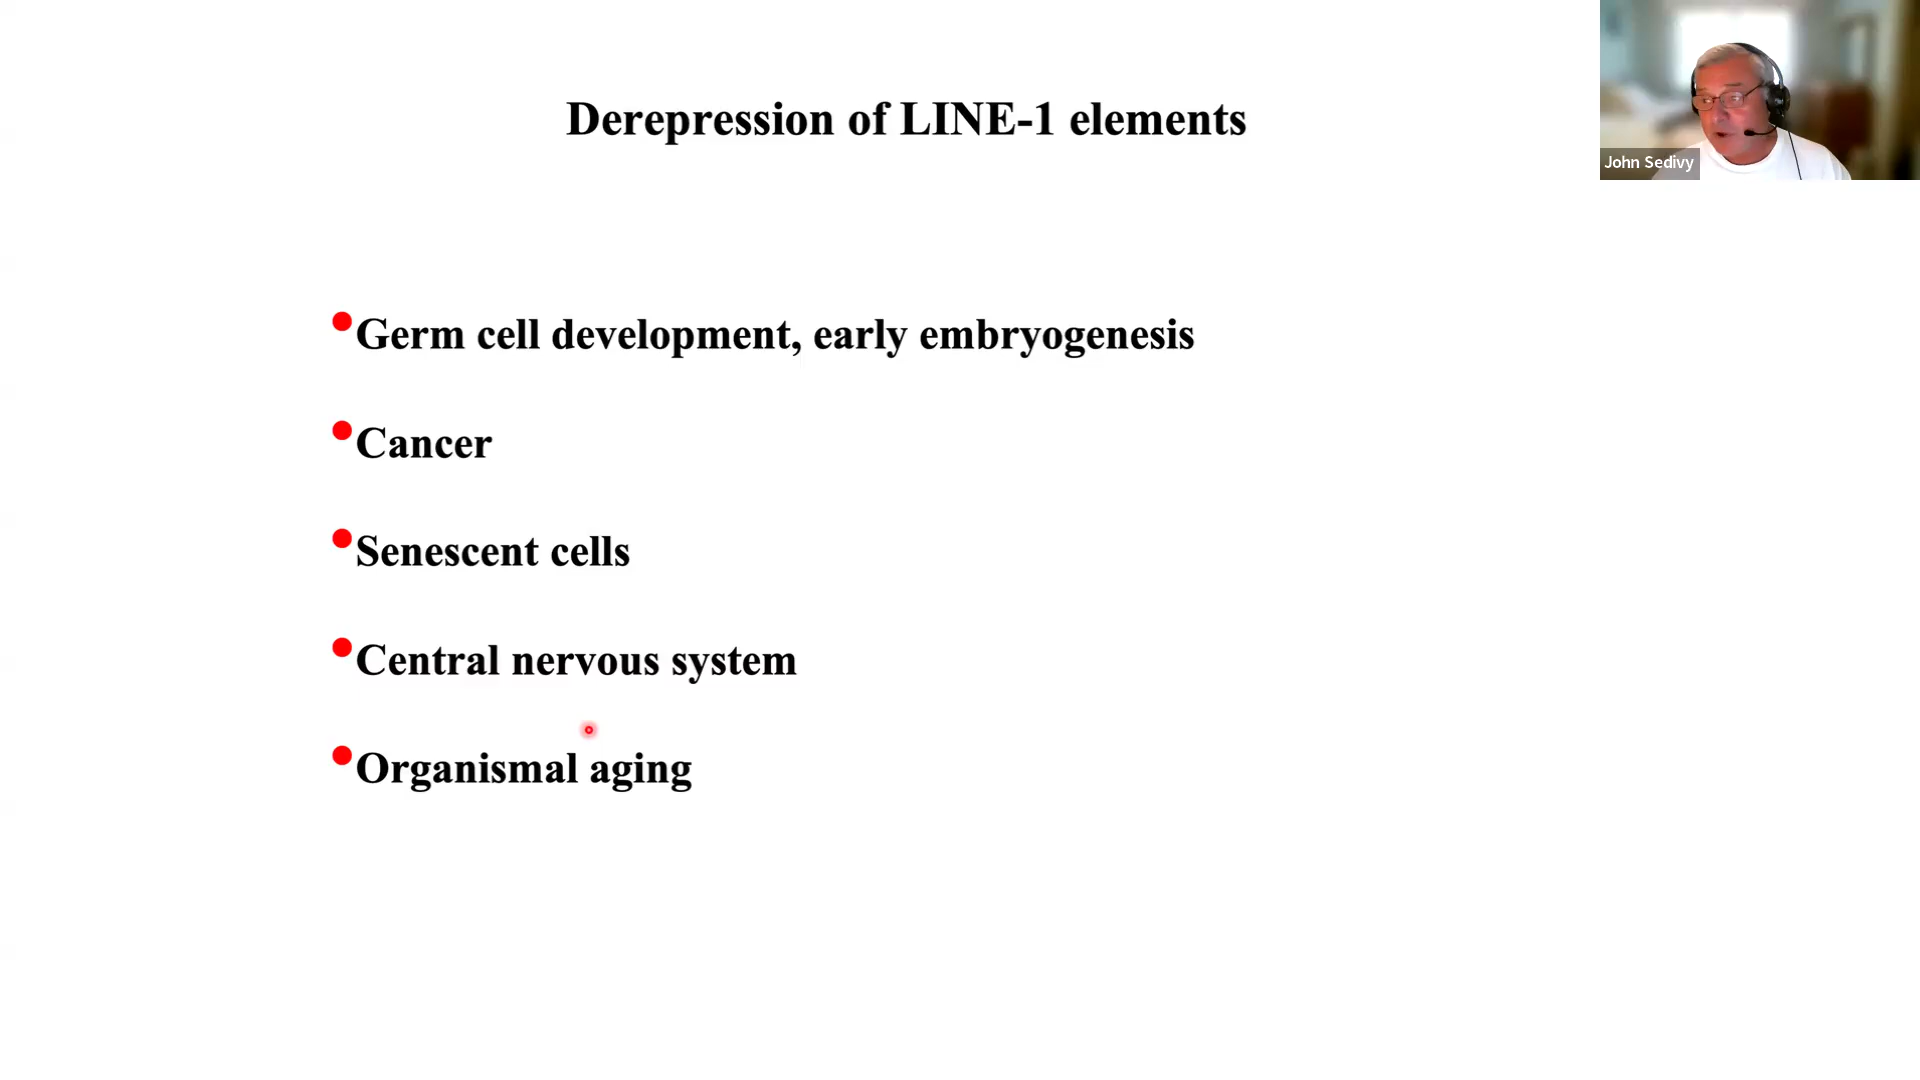 Derepression of LINE-1 elements
John Sedivy
•Germ cell development, early embryogenesis
•Cancer
•Senescent cells
•Central nervous system
•Organismal aging